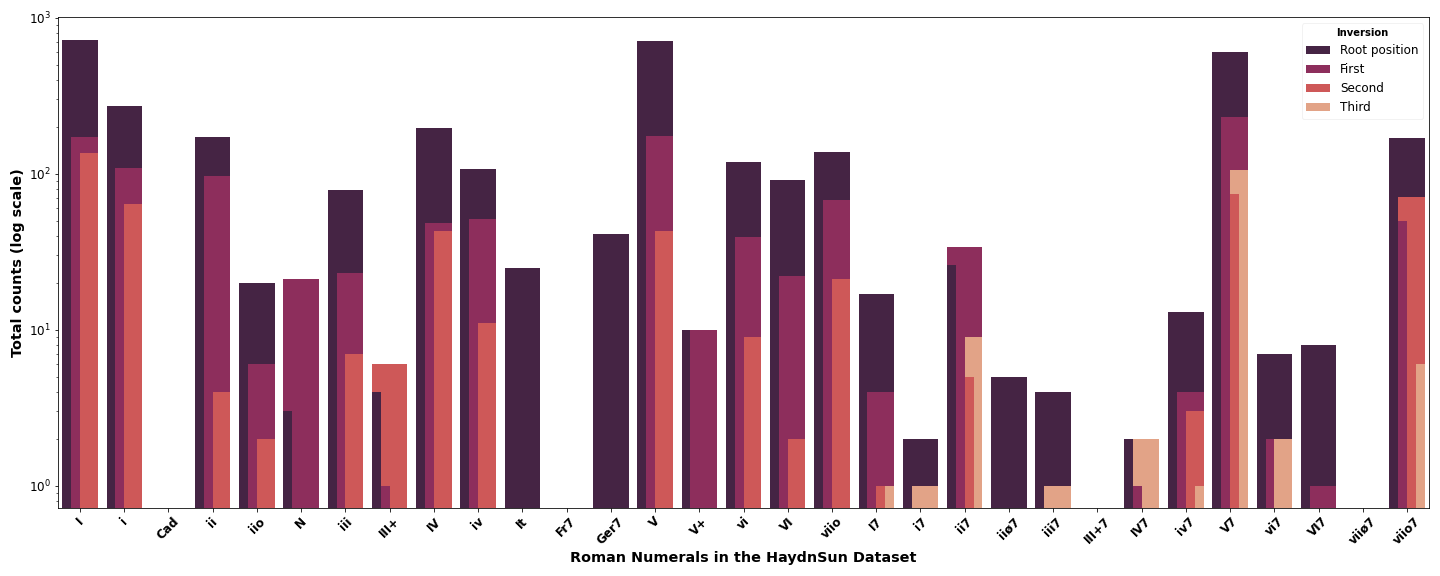 Total counts (log scale)
10³
10²
10¹
10⁰
Inversion
Root position
First
Second
Third
I i Cad ii iio N iii III+ IV iv It Fr7 Ger7 V V+ vi VI viio I7 i7 ii7 iiø7 iii7 III+7 IV7 iv7 V7 vi7 VI7 viiø7 viio7
Roman Numerals in the HaydnSun Dataset